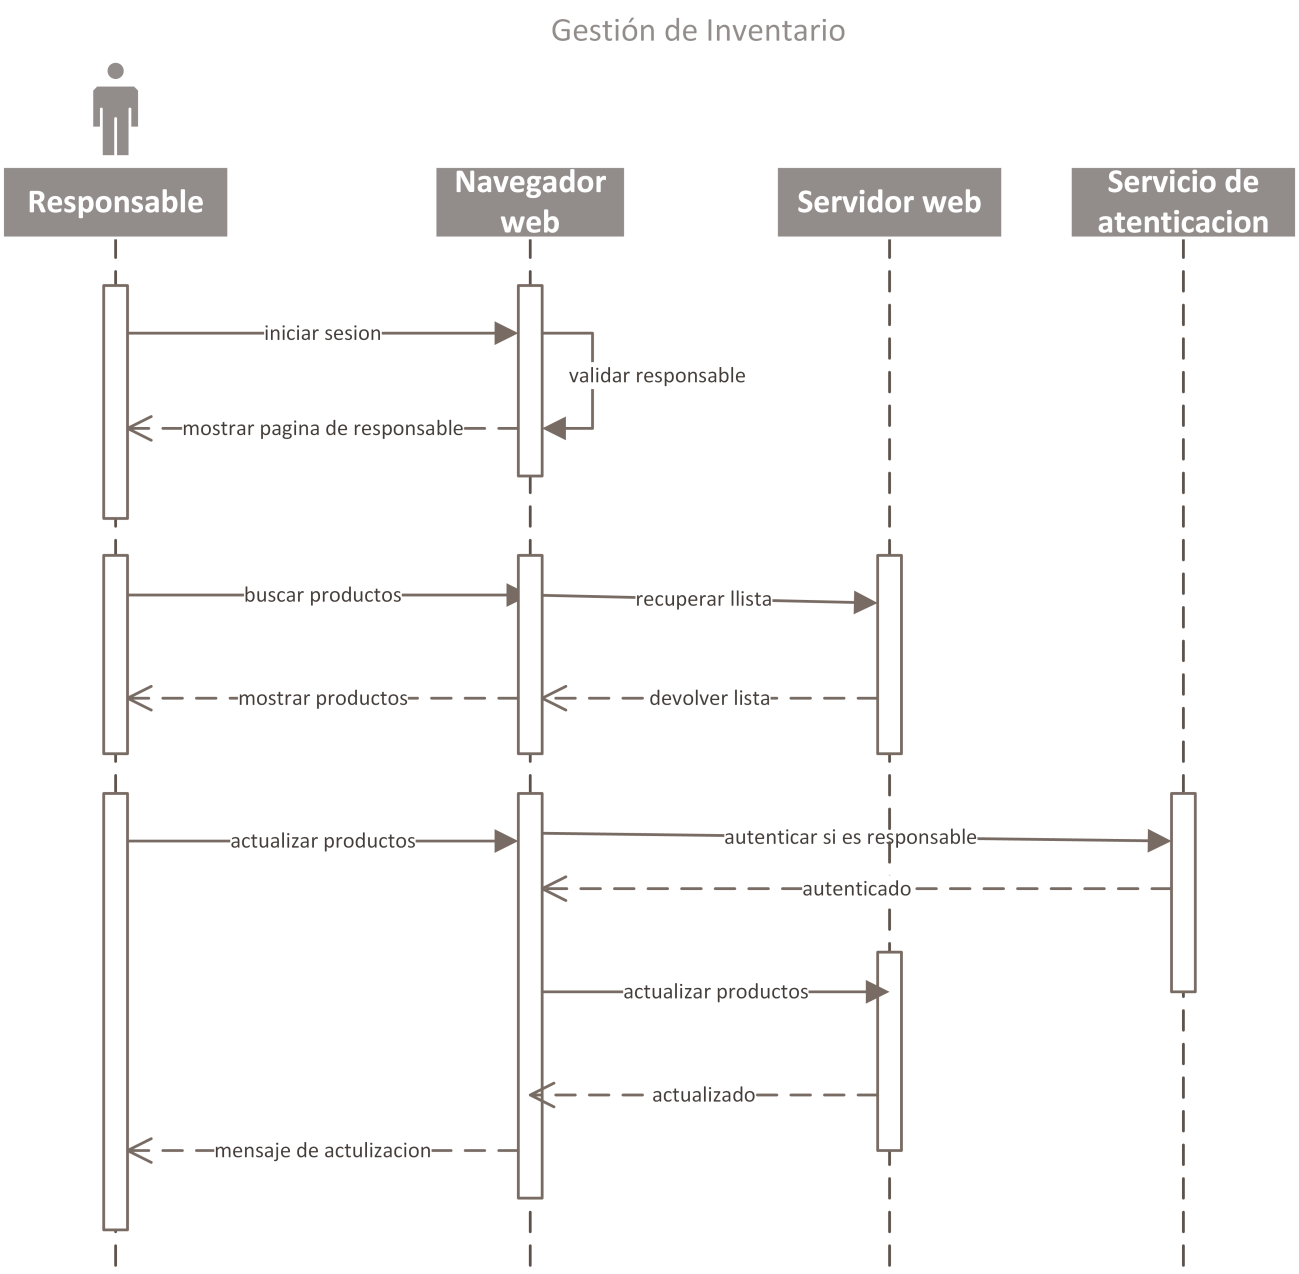 Gestión de Inventario
Responsable
Navegador
web
Servidor web
Servicio de
atenticacion
iniciar sesion
validar responsable
mostrar pagina de responsable
buscar productos
recuperar llista
mostrar productos
devolver lista
actualizar productos
autenticar si es responsable
autenticado
actualizar productos
actualizado
mensaje de actulizacion